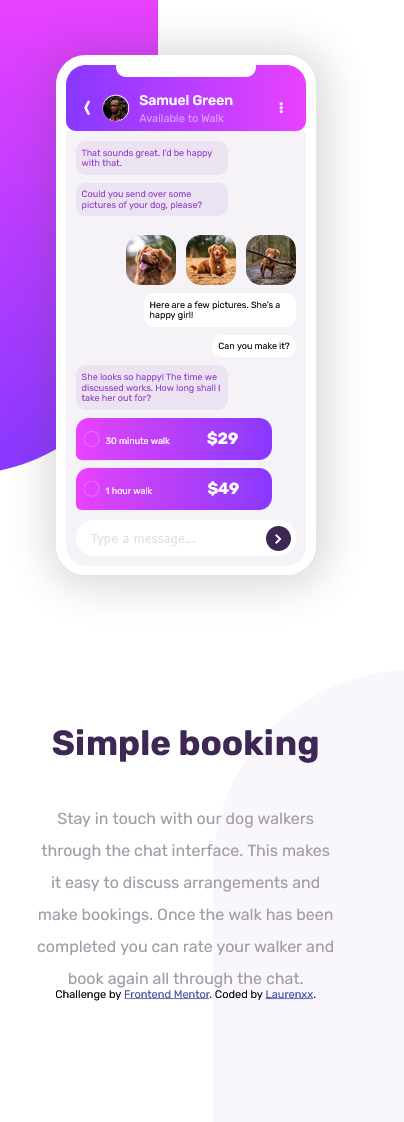 Samuel Green
Available to Walk
That sounds great. I'd be happy
with that.
Could you send over some
pictures of your dog, please?
Here are a few pictures. She's a
happy girl!
Can you make it?
She looks so happy! The time we
discussed works. How long shall I
take her out for?
30 minute walk $29
1 hour walk $49
Type a message...
Simple booking
Stay in touch with our dog walkers
through the chat interface. This makes
it easy to discuss arrangements and
make bookings. Once the walk has been
completed you can rate your walker and
book again all through the chat.
Challenge by Frontend Mentor. Coded by Laurenxx.